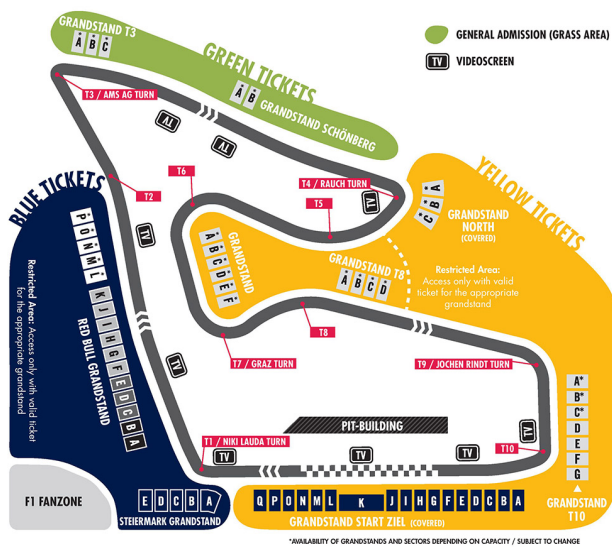 GRANDSTAND T3
A B C
GREEN TICKETS
A B
GRANDSTAND SCHÖNBERG
GENERAL ADMISSION (GRASS AREA)
TV VIDEOSCREEN
T3 / AMS AG TURN
TV
TV
T6
T2
T4 / RAUCH TURN
TV
T5
YELLOW TICKETS
C B A
GRANDSTAND
NORTH
(COVERED)
BLUE TICKETS
TV
GRANDSTAND
A B C D E F
GRANDSTAND T8
A B C D
Restricted Area:
Access only with valid
ticket for the appropriate
grandstand
P O N M L K J I H G F E D C B A
RED BULL GRANDSTAND
Restricted Area: Access only with valid ticket
for the appropriate grandstand
T8
T7 / GRAZ TURN
TV
T9 / JOCHEN RINDT TURN
A*
B*
C*
D
E
F
G
GRANDSTAND
T10
PIT-BUILDING
T1 / NIKI LAUDA TURN
TV
TV
TV
TV
T10
F1 FANZONE
E D C B A
STEIERMARK GRANDSTAND
Q P O N M L K J I H G F E D C B A
GRANDSTAND START ZIEL (COVERED)
*AVAILABILITY OF GRANDSTANDS AND SECTORS DEPENDING ON CAPACITY / SUBJECT TO CHANGE